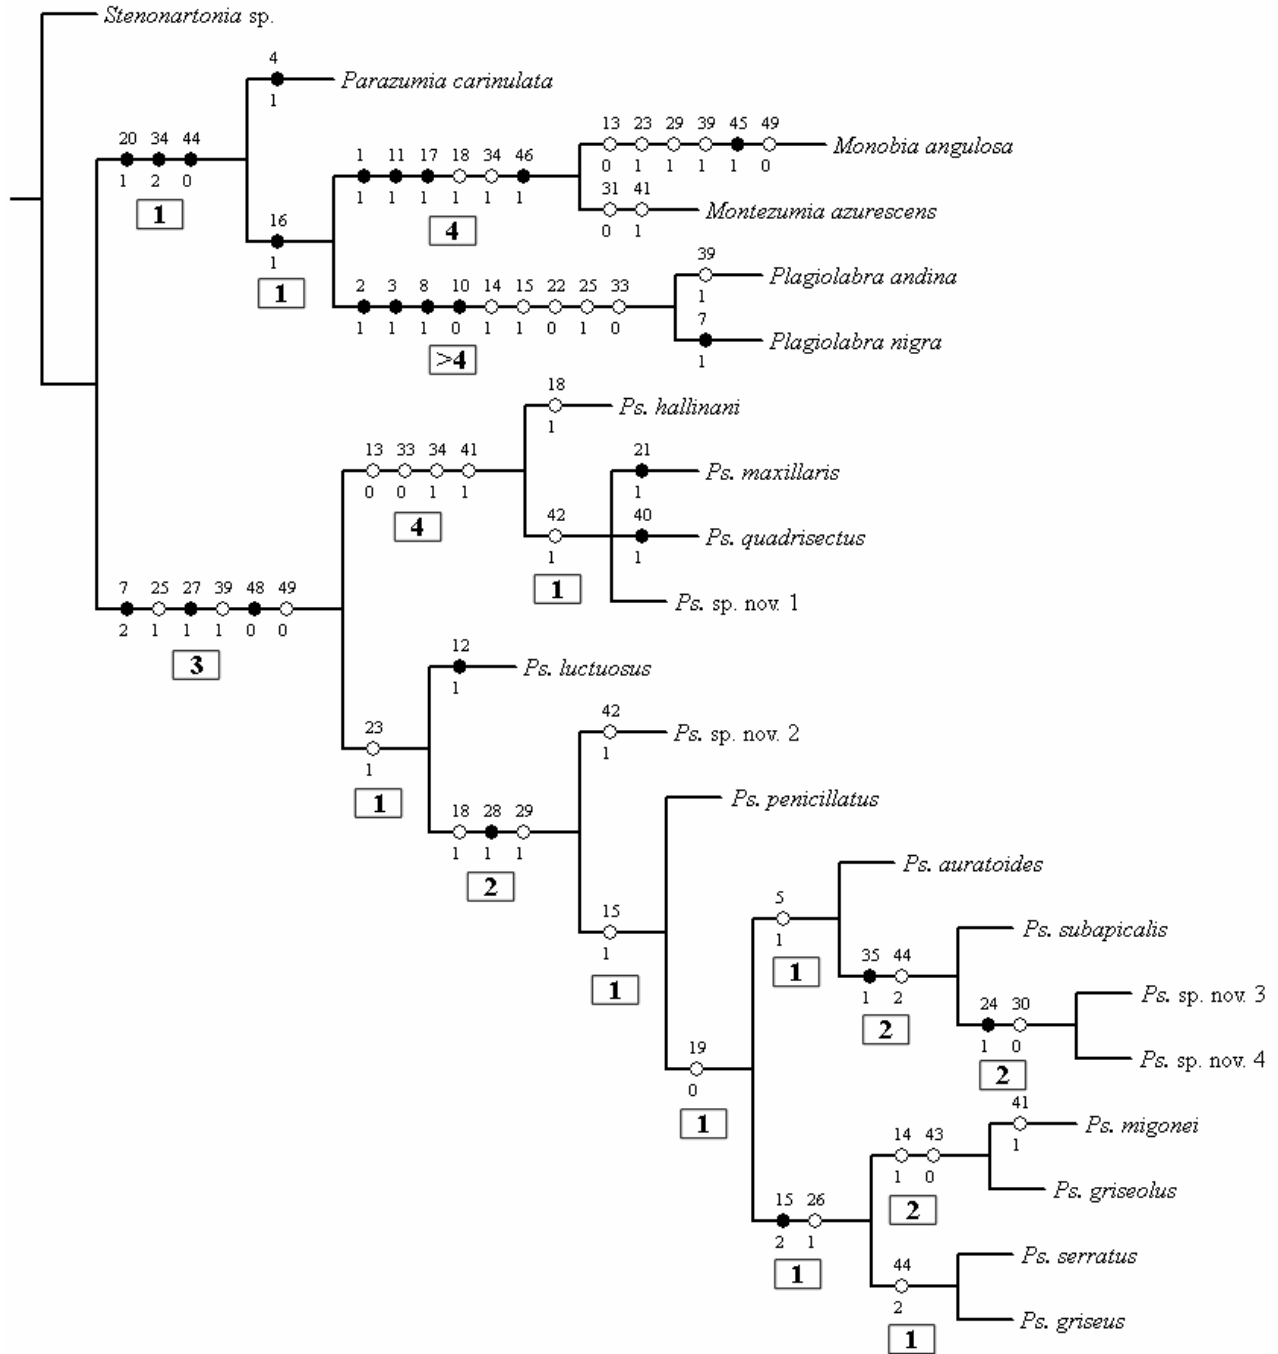 Stenonartonia sp.
4
1
Parazumia carinulata
20 34 44
1 2 0
1
13 23 29 39 45 49
0 1 1 1 1 0
Monobia angulosa
1 11 17 18 34 46
1 1 1 1 1 1
4
31 41
0 1
Montezumia azurescens
16
1
1
39
1
Plagiolabra andina
2 3 8 10 14 15 22 25 33
1 1 1 0 1 1 0 1 0
>4
7
1
Plagiolabra nigra
18
1
Ps. hallinani
13 33 34 41
0 0 1 1
4
21
1
Ps. maxillaris
42
1
1
40
1
Ps. quadrisectus
Ps. sp. nov. 1
7 25 27 39 48 49
2 1 1 1 0 0
3
12
1
Ps. luctuosus
23
1
1
42
1
Ps. sp. nov. 2
18 28 29
1 1 1
2
Ps. penicillatus
15
1
1
Ps. auratoides
5
1
1
Ps. subapicalis
35 44
1 2
2
24 30
1 0
2
Ps. sp. nov. 3
Ps. sp. nov. 4
19
0
1
41
1
Ps. migonei
14 43
1 0
2
Ps. griseolus
15 26
2 1
1
Ps. serratus
44
2
1
Ps. griseus